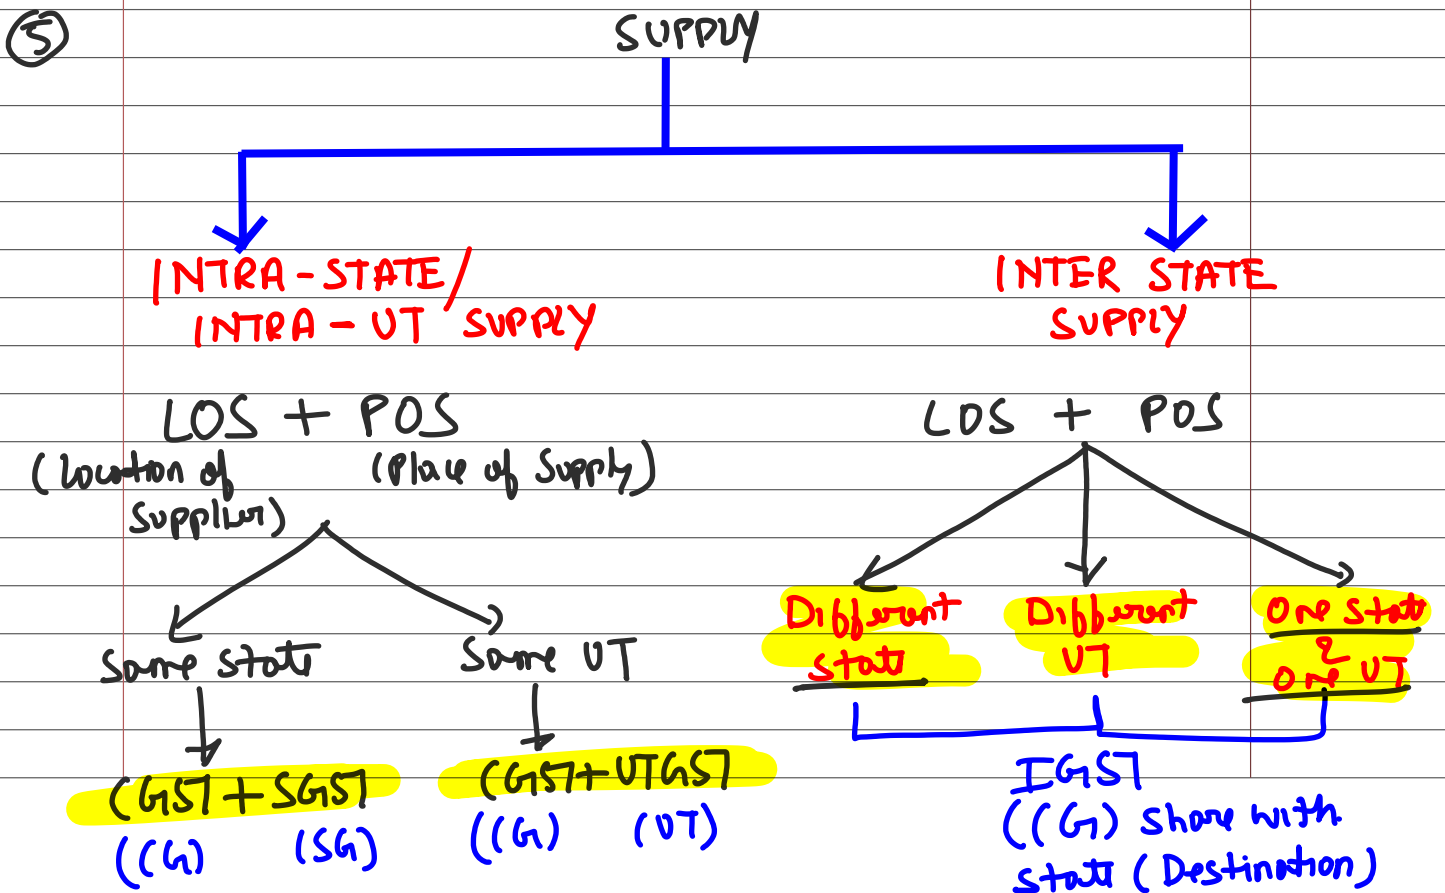 5
SUPPLY
INTRA-STATE/
INTRA-UT SUPPLY
INTER STATE
SUPPLY
LOS + POS
(Location of
Supplier)
(Place of Supply)
LOS + POS
Same State
Same UT
Different
State
Different
UT
One State
&
One UT
CGST+SGST
(CG) (SG)
CGST+UTGST
(CG) (UT)
IGST
(CG) Share with
State (Destination)